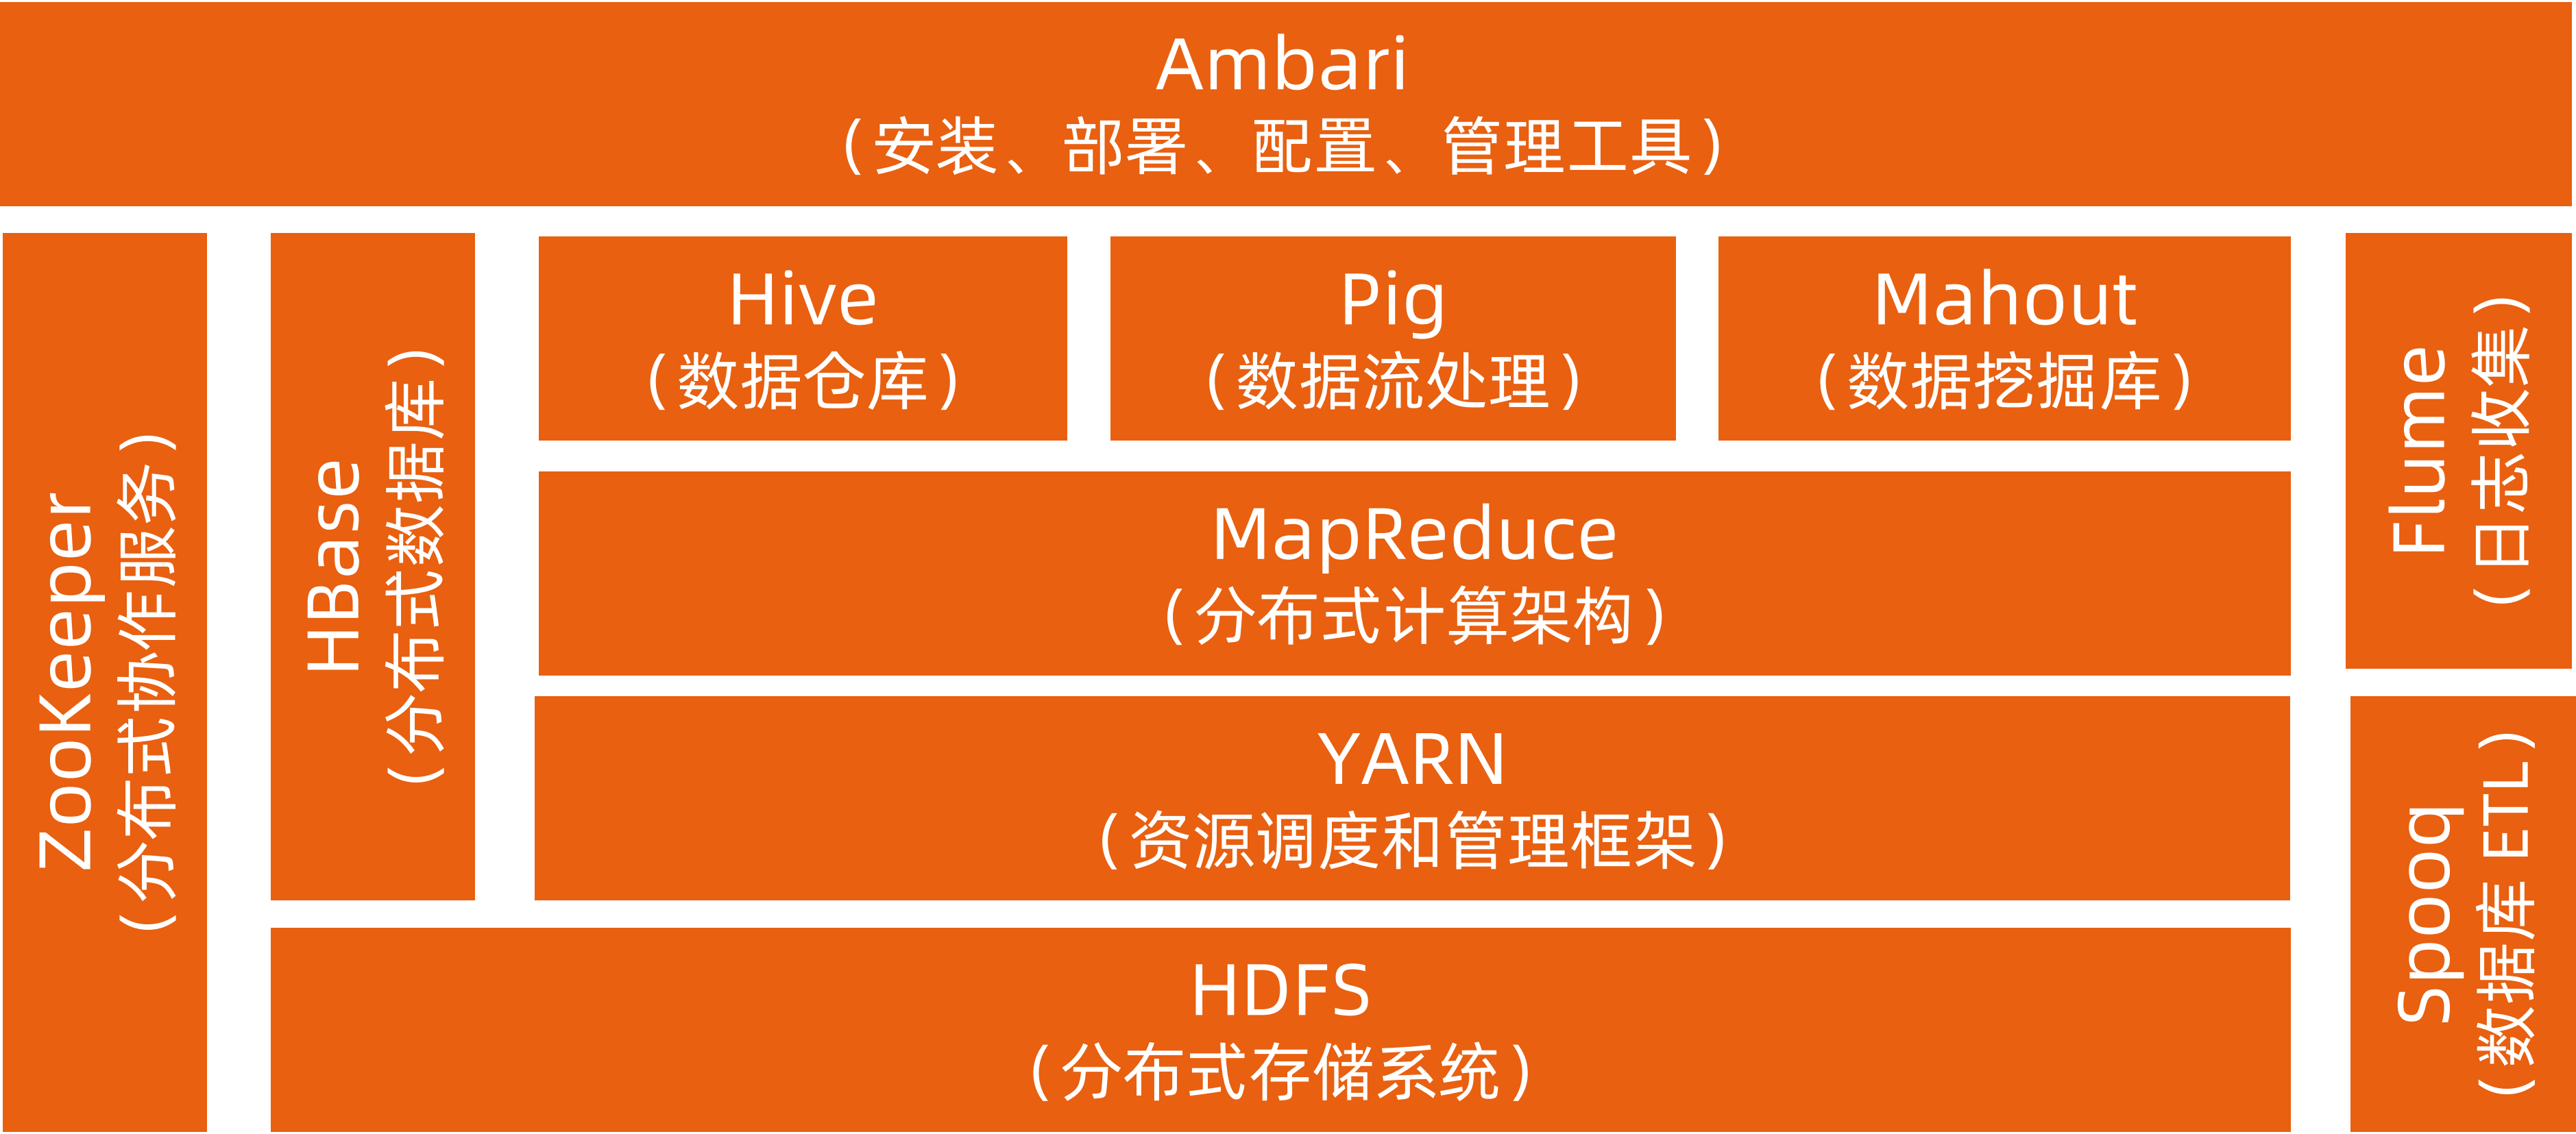 Ambari
（安装、部署、配置、管理工具）
ZooKeeper
（分布式协作服务）
HBase
（分布式数据库）
Hive
（数据仓库）
Pig
（数据流处理）
Mahout
（数据挖掘库）
MapReduce
（分布式计算架构）
YARN
（资源调度和管理框架）
HDFS
（分布式存储系统）
Flume
（日志收集）
Spooq
（数据库 ETL）